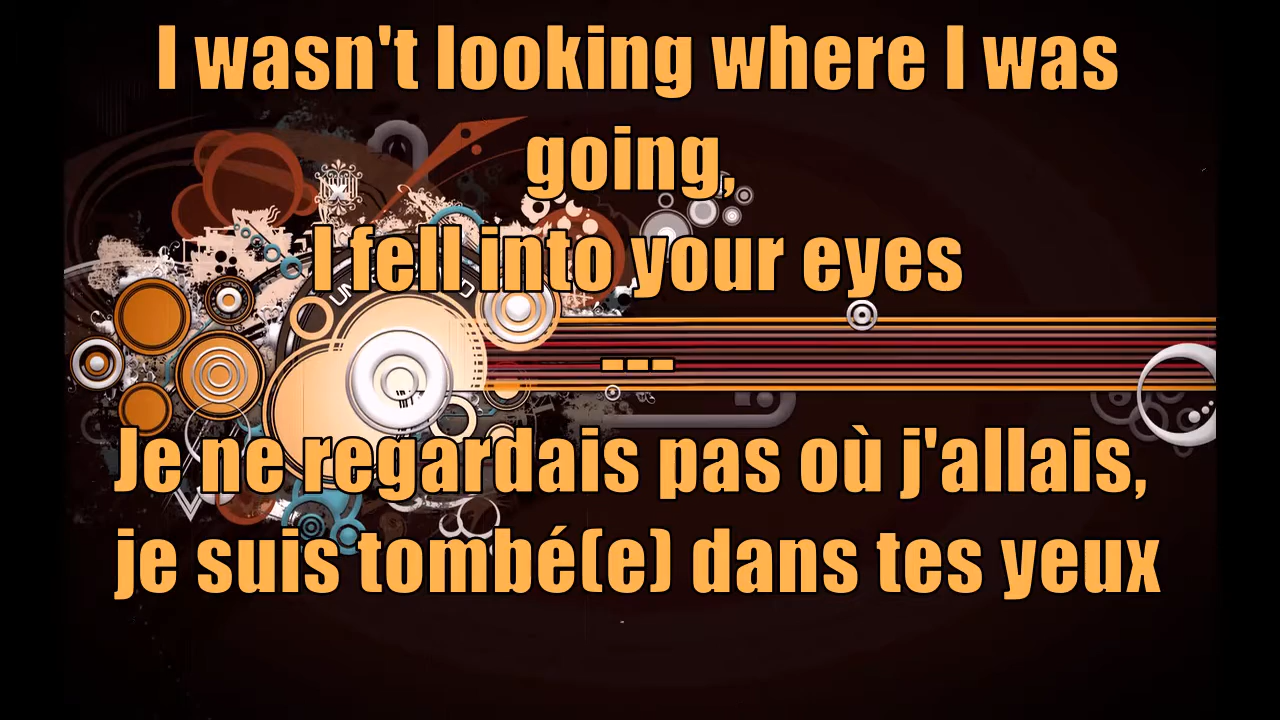 I wasn't looking where I was
going,
I fell into your eyes
---
Je ne regardais pas où j'allais,
je suis tombé(e) dans tes yeux